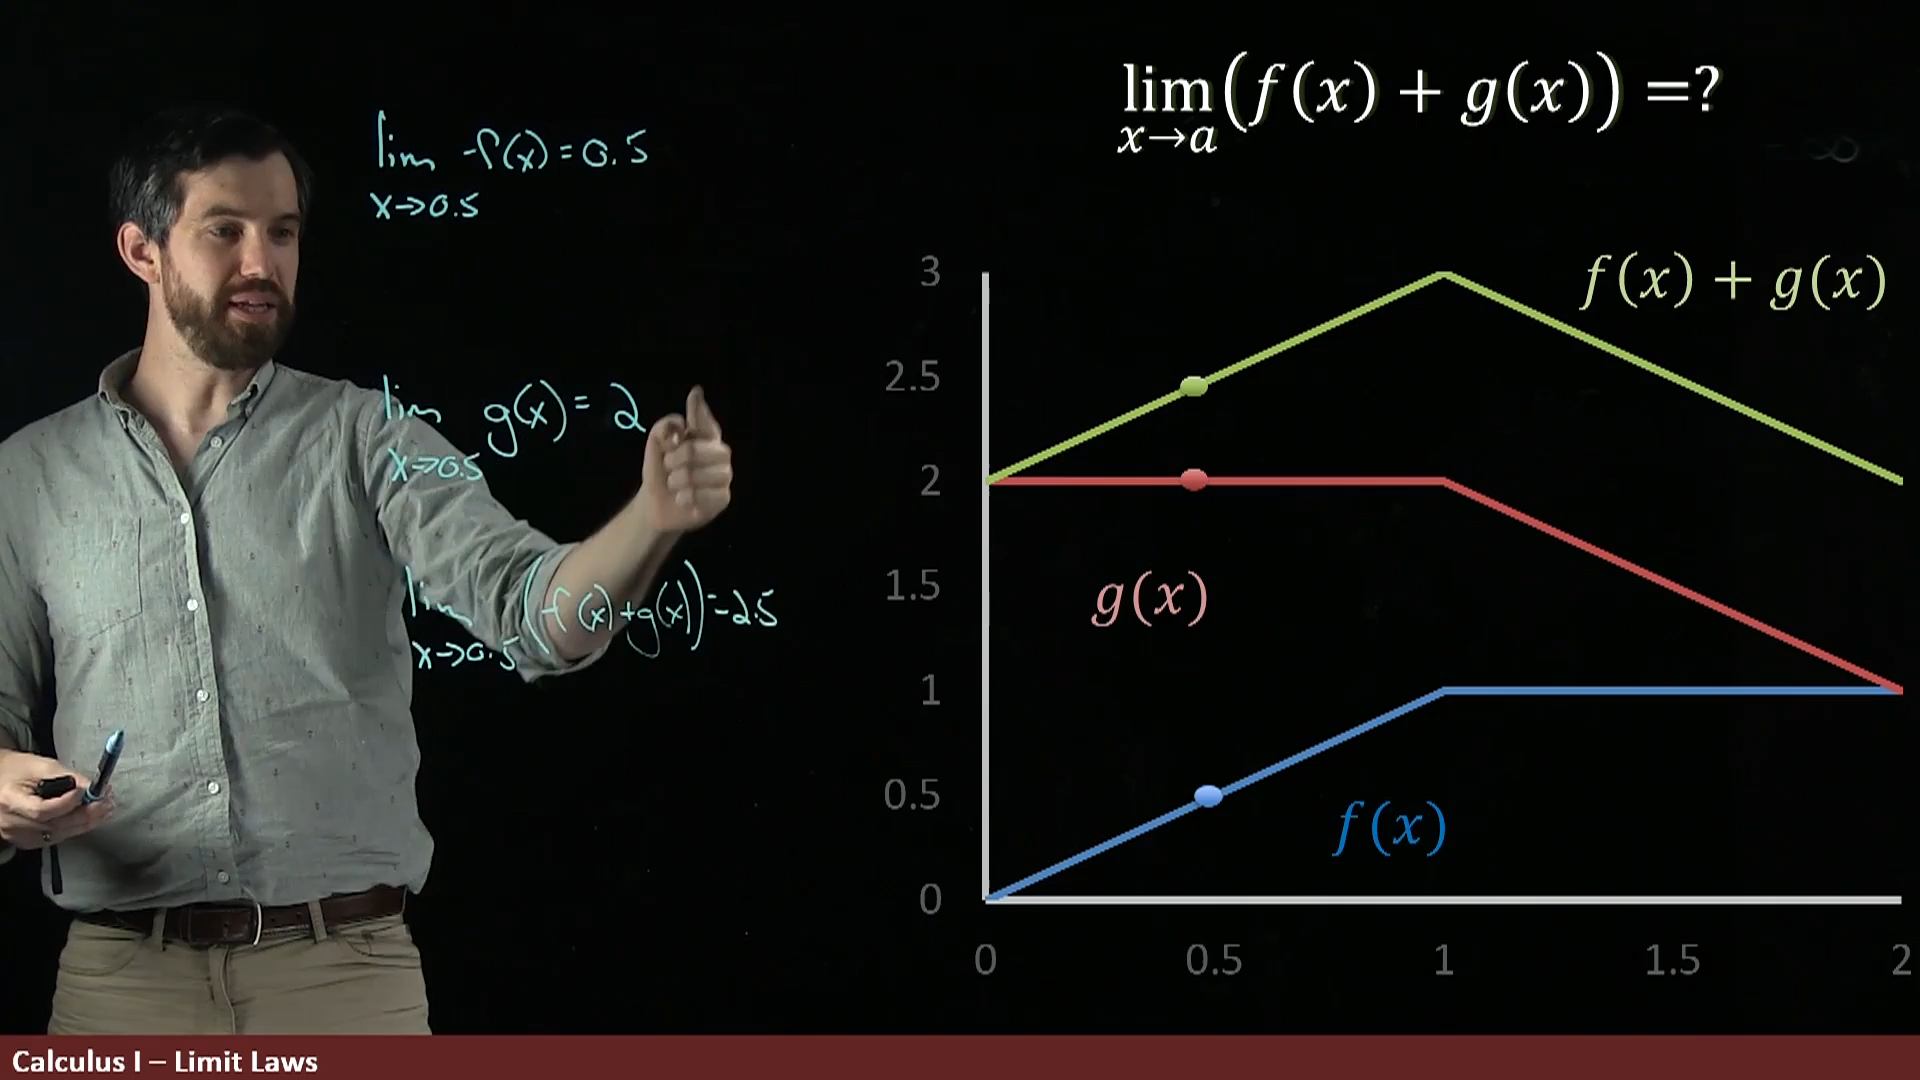 lim f(x) = 0.5
x→0.5
lim g(x) = 2
x→0.5
lim (f(x)+g(x)) = 2.5
x→0.5
lim (f(x) + g(x)) =?
x→a
∞
3
2.5
2
1.5
1
0.5
0
0 0.5 1 1.5 2
f(x) + g(x)
g(x)
f(x)
Calculus I – Limit Laws